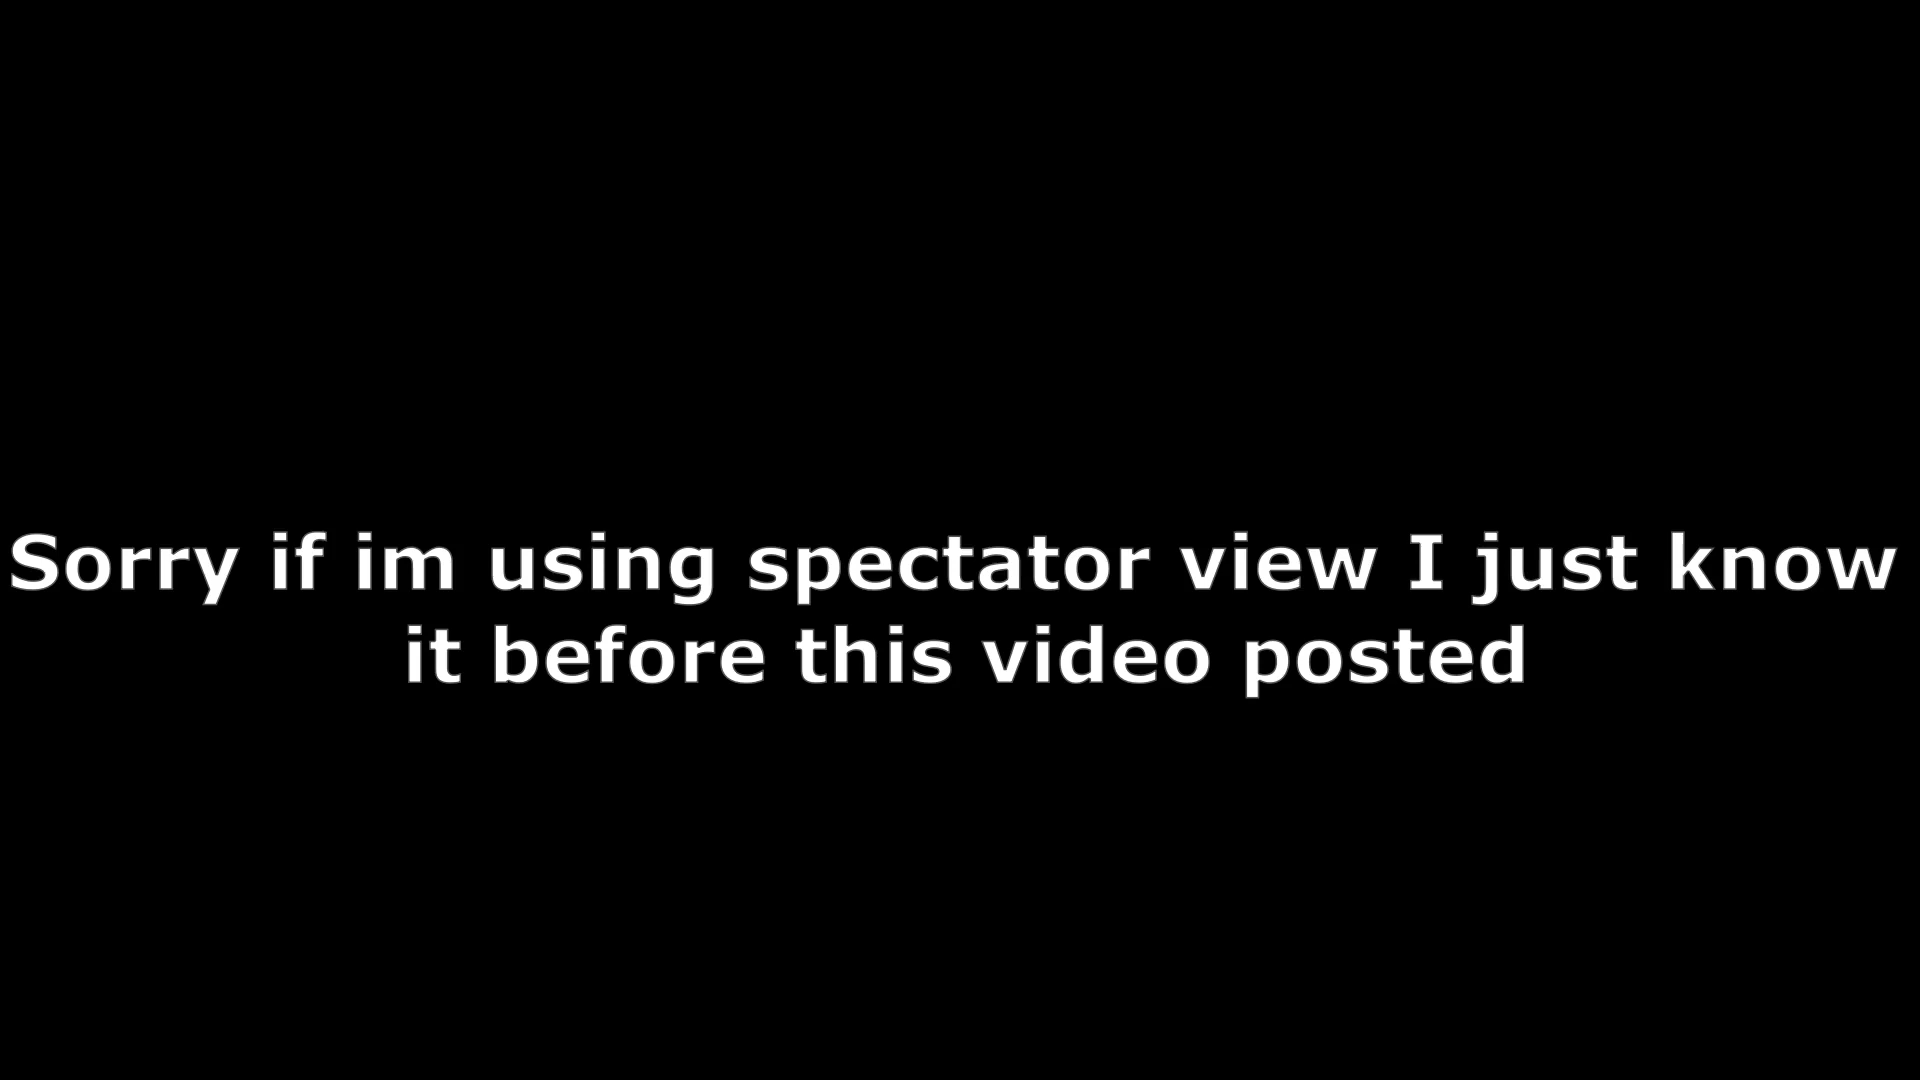 Sorry if im using spectator view I just know
it before this video posted